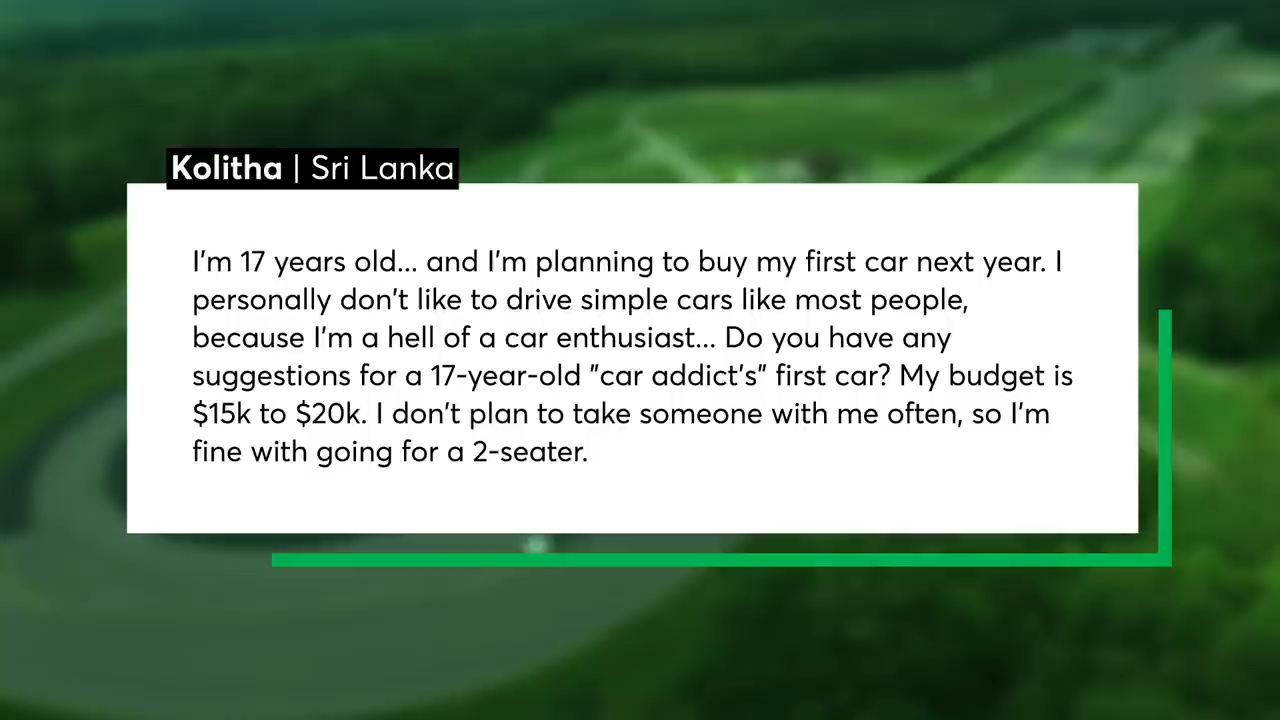 Kolitha | Sri Lanka
I'm 17 years old... and I'm planning to buy my first car next year. I
personally don't like to drive simple cars like most people,
because I'm a hell of a car enthusiast... Do you have any
suggestions for a 17-year-old "car addict's" first car? My budget is
$15k to $20k. I don't plan to take someone with me often, so I'm
fine with going for a 2-seater.